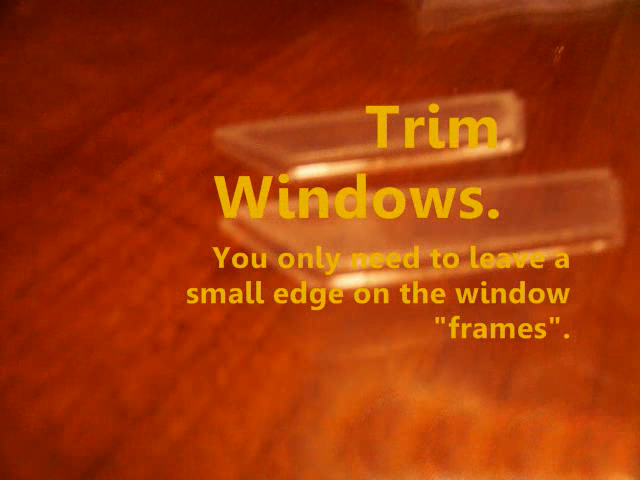 Trim
Windows.
You only need to leave a
small edge on the window
"frames".